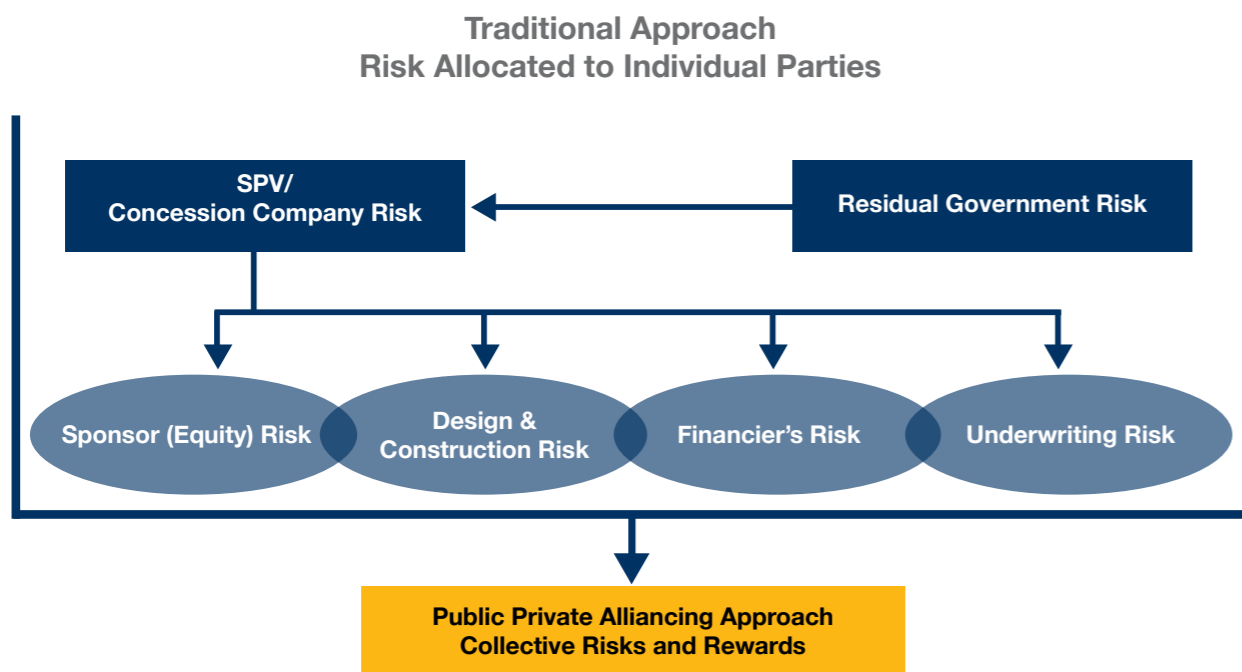 Traditional Approach
Risk Allocated to Individual Parties
SPV/
Concession Company Risk
Residual Government Risk
Sponsor (Equity) Risk
Design &
Construction Risk
Financier's Risk
Underwriting Risk
Public Private Alliancing Approach
Collective Risks and Rewards